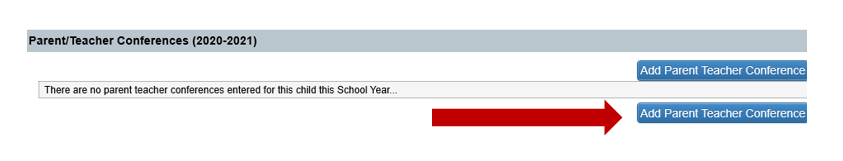 Parent/Teacher Conferences (2020-2021)
Add Parent Teacher Conference
There are no parent teacher conferences entered for this child this School Year...
Add Parent Teacher Conference